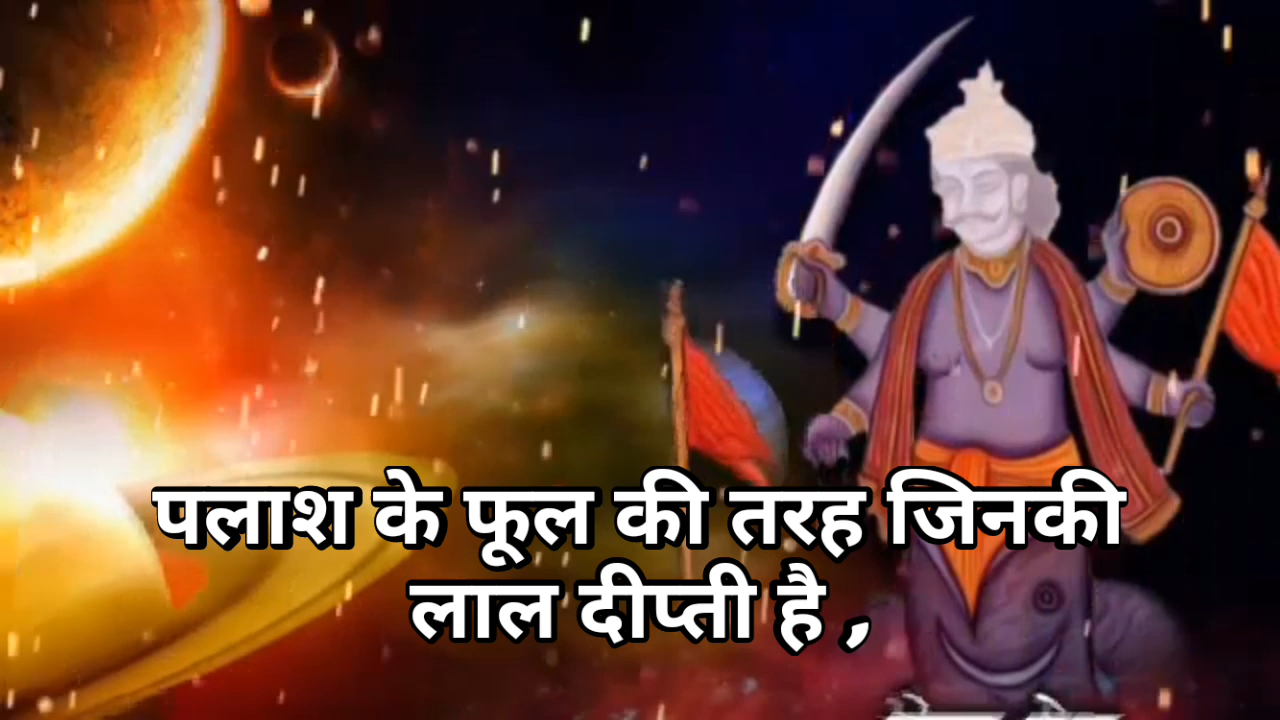 पलाश के फूल की तरह जिनकी
लाल दीप्ती है ,